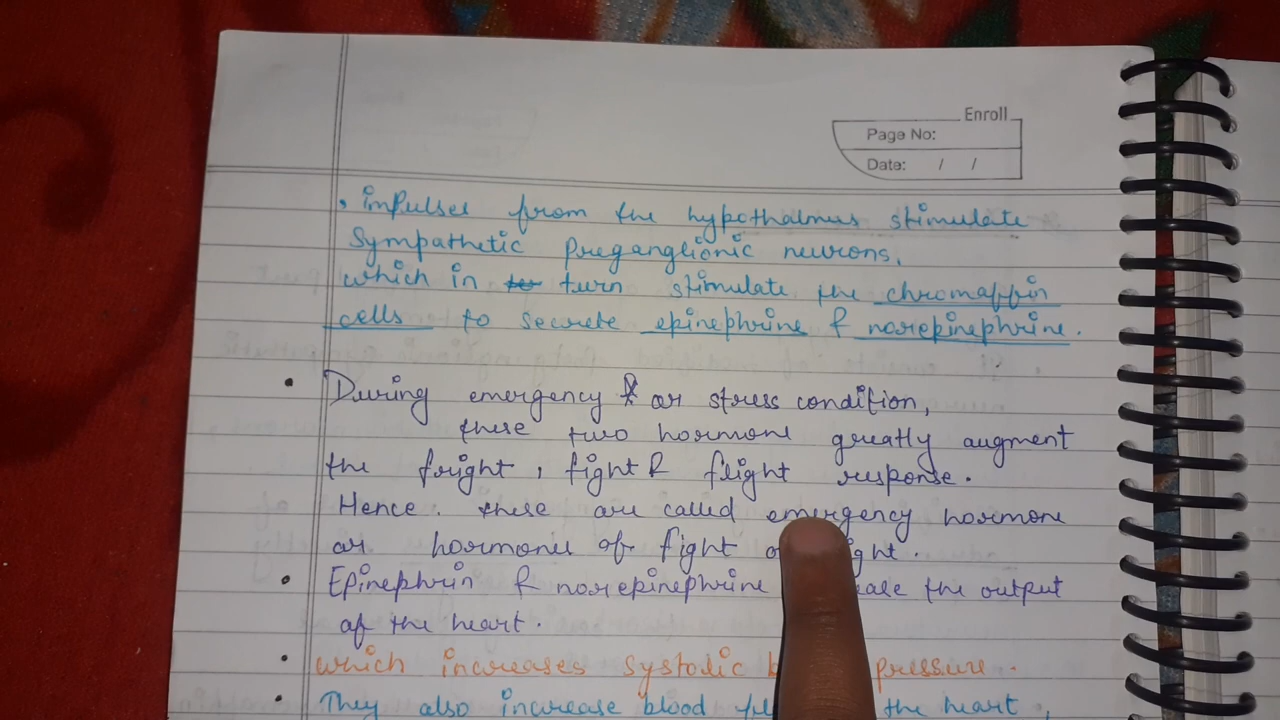 Enroll
Page No:
Date: / /
• impulses from the hypothalmus stimulate
Sympathetic Preganglionic neurons.
which in turn stimulate the chromaffin
cells to secrete epinephrine & norepinephrine.
• During emergency or stress condition,
these two hormone greatly augment
the fright, fight & flight response.
Hence. these are called emergency hormone
or hormones of fight
• Epinephrin & norepinephrine the output
of the heart.
• which increases systolic pressure.
• They also increase blood the heart,